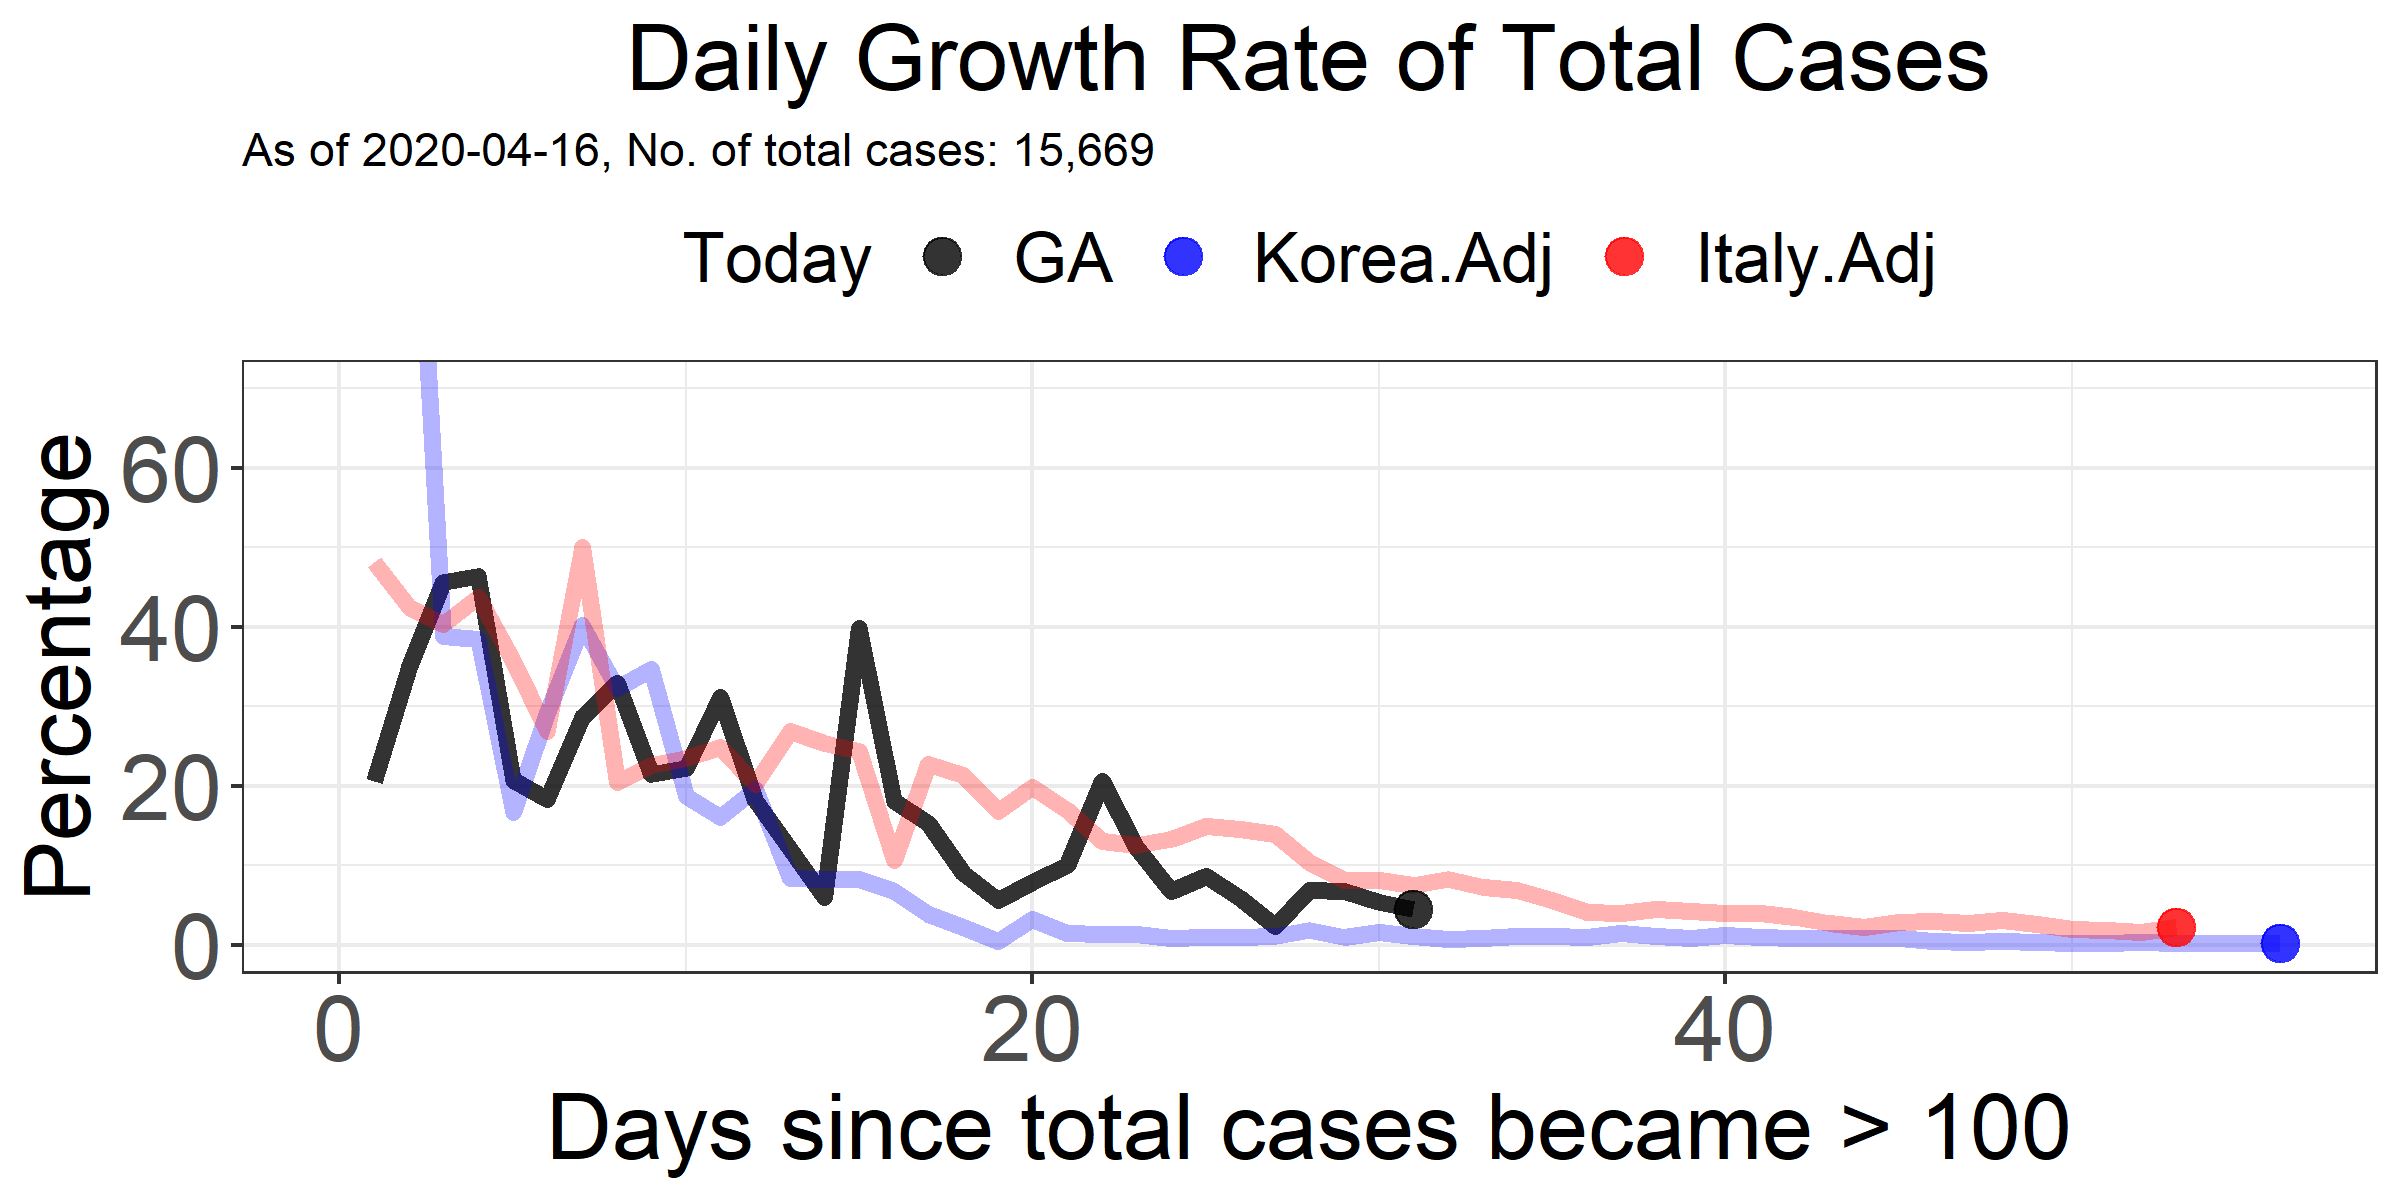 Daily Growth Rate of Total Cases
As of 2020-04-16, No. of total cases: 15,669
Today GA Korea.Adj Italy.Adj
Percentage
60
40
20
0
0 20 40
Days since total cases became > 100